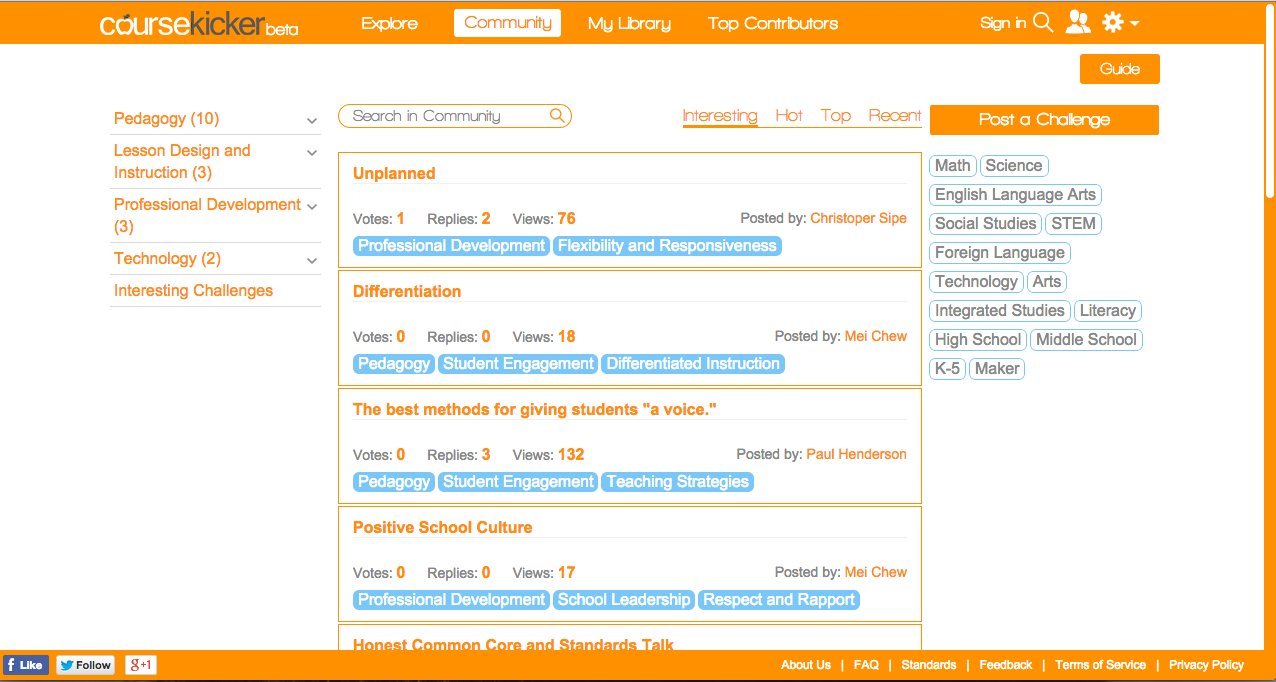 coursekicker beta
Explore Community My Library Top Contributors Sign in
Guide
Pedagogy (10)
Lesson Design and
Instruction (3)
Professional Development
(3)
Technology (2)
Interesting Challenges
Search in Community
Interesting Hot Top Recent
Unplanned
Votes: 1 Replies: 2 Views: 76 Posted by: Christoper Sipe
Professional Development Flexibility and Responsiveness
Differentiation
Votes: 0 Replies: 0 Views: 18 Posted by: Mei Chew
Pedagogy Student Engagement Differentiated Instruction
The best methods for giving students "a voice."
Votes: 0 Replies: 3 Views: 132 Posted by: Paul Henderson
Pedagogy Student Engagement Teaching Strategies
Positive School Culture
Votes: 0 Replies: 0 Views: 17 Posted by: Mei Chew
Professional Development School Leadership Respect and Rapport
Honest Common Core and Standards Talk
Post a Challenge
Math Science
English Language Arts
Social Studies STEM
Foreign Language
Technology Arts
Integrated Studies Literacy
High School Middle School
K-5 Maker
f Like Follow g+1
About Us | FAQ | Standards | Feedback | Terms of Service | Privacy Policy